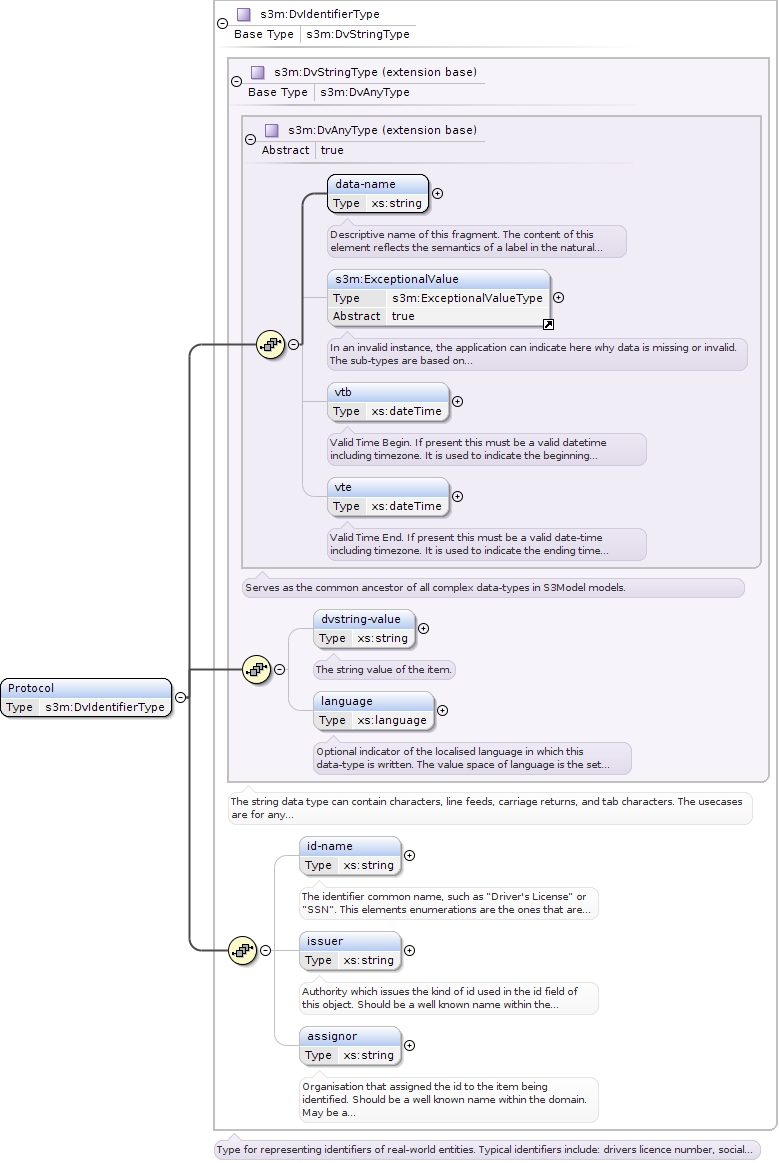 s3m:DvIdentifierType
Base Type s3m:DvStringType
s3m:DvStringType (extension base)
Base Type s3m:DvAnyType
s3m:DvAnyType (extension base)
Abstract true
data-name
Type xs:string
Descriptive name of this fragment. The content of this
element reflects the semantics of a label in the natural...
s3m:ExceptionalValue
Type s3m:ExceptionalValueType
Abstract true
In an invalid instance, the application can indicate here why data is missing or invalid.
The sub-types are based on...
vtb
Type xs:dateTime
Valid Time Begin. If present this must be a valid datetime
including timezone. It is used to indicate the beginning...
vte
Type xs:dateTime
Valid Time End. If present this must be a valid date-time
including timezone. It is used to indicate the ending time...
Serves as the common ancestor of all complex data-types in S3Model models.
dvstring-value
Type xs:string
The string value of the item.
Protocol
Type s3m:DvIdentifierType
language
Type xs:language
Optional indicator of the localised language in which this
data-type is written. The value space of language is the set...
The string data type can contain characters, line feeds, carriage returns, and tab characters. The usecases
are for any...
id-name
Type xs:string
The identifier common name, such as "Driver's License" or
"SSN". This elements enumerations are the ones that are...
issuer
Type xs:string
Authority which issues the kind of id used in the id field of
this object. Should be a well known name within the...
assignor
Type xs:string
Organisation that assigned the id to the item being
identified. Should be a well known name within the domain.
May be a...
Type for representing identifiers of real-world entities. Typical identifiers include: drivers licence number, social...